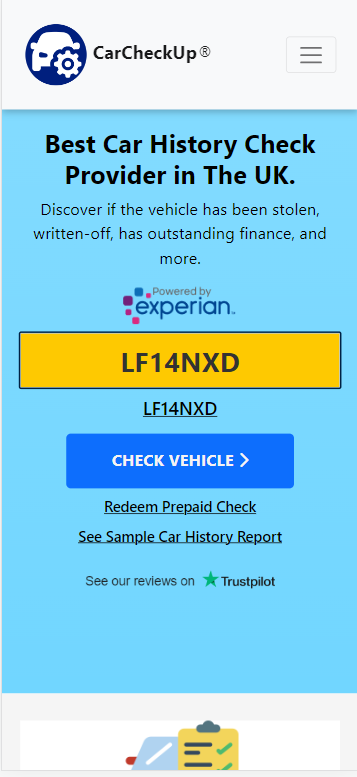 CarCheckUp®
Best Car History Check
Provider in The UK.
Discover if the vehicle has been stolen,
written-off, has outstanding finance, and
more.
Powered by
experian™
LF14NXD
LF14NXD
CHECK VEHICLE
Redeem Prepaid Check
See Sample Car History Report
See our reviews on Trustpilot